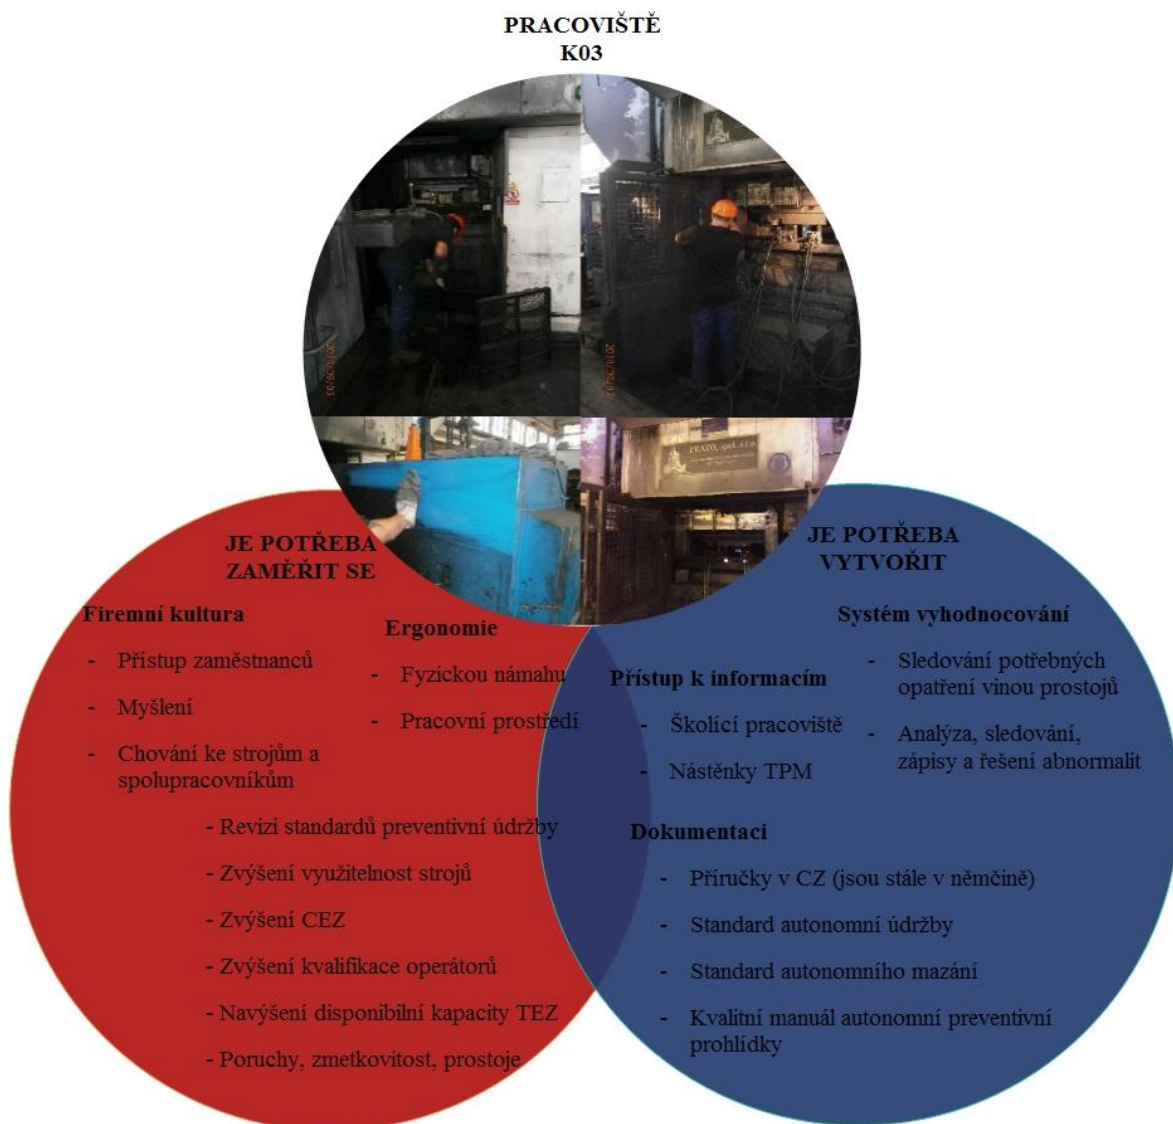 PRACOVIŠTĚ
K03
2014/09/03
JE POTŘEBA
ZAMĚŘIT SE
Firemní kultura
- Přístup zaměstnanců
- Myšlení
- Chování ke strojům a
spolupracovníkům
Ergonomie
- Fyzickou námahu
- Pracovní prostředí
- Revizi standardů preventivní údržby
- Zvýšení využitelnost strojů
- Zvýšení CEZ
- Zvýšení kvalifikace operátorů
- Navýšení disponibilní kapacity TEZ
- Poruchy, zmetkovitost, prostoje
JE POTŘEBA
VYTVOŘIT
Systém vyhodnocování
- Sledování potřebných
opatření vinou prostojů
- Analýza, sledování,
zápisy a řešení abnormalit
Přístup k informacím
- Školící pracoviště
- Nástěnky TPM
Dokumentaci
- Příručky v CZ (jsou stále v němčině)
- Standard autonomní údržby
- Standard autonomního mazání
- Kvalitní manuál autonomní preventivní
prohlídky